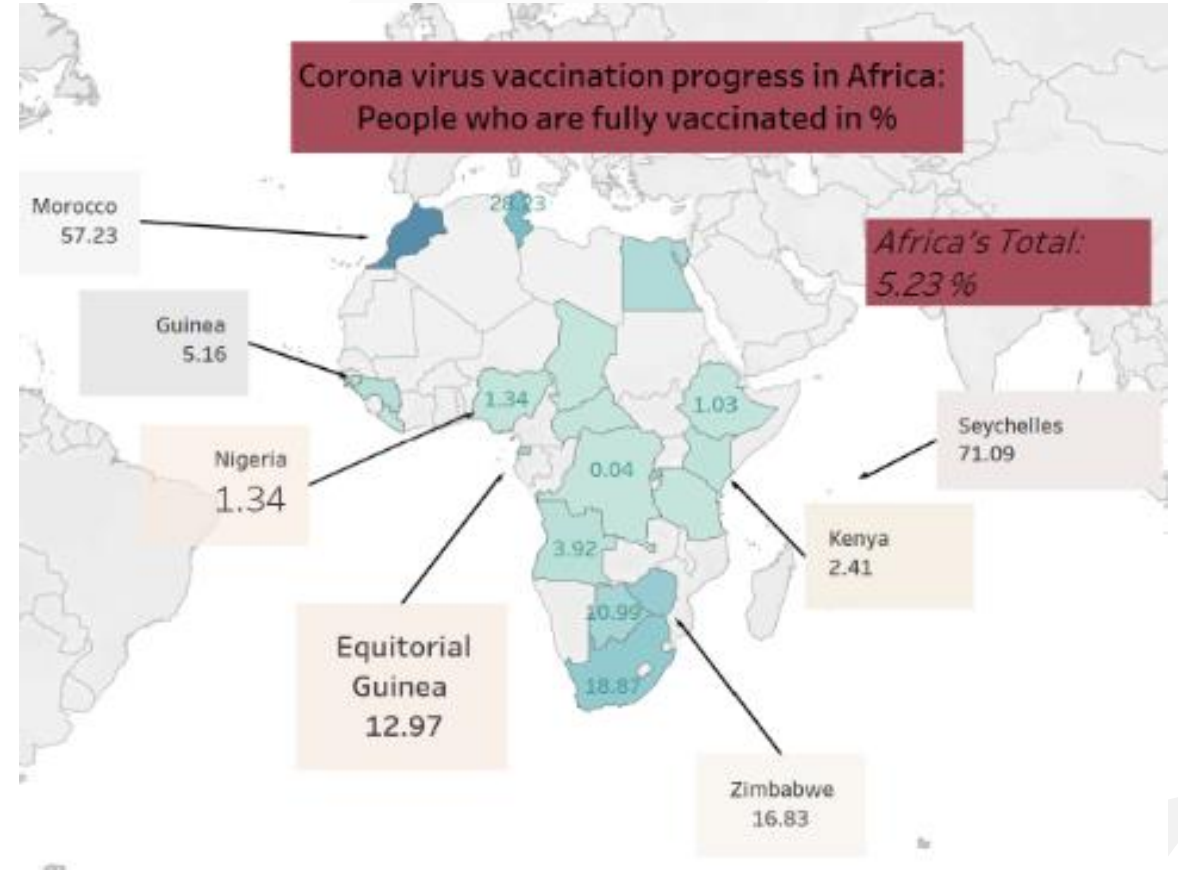 Corona virus vaccination progress in Africa:
People who are fully vaccinated in %
Morocco
57.23
28.23
Africa's Total:
5.23 %
Guinea
5.16
1.34
1.03
Seychelles
71.09
Nigeria
1.34
0.04
Kenya
2.41
3.92
10.99
Equitorial
Guinea
12.97
18.87
Zimbabwe
16.83